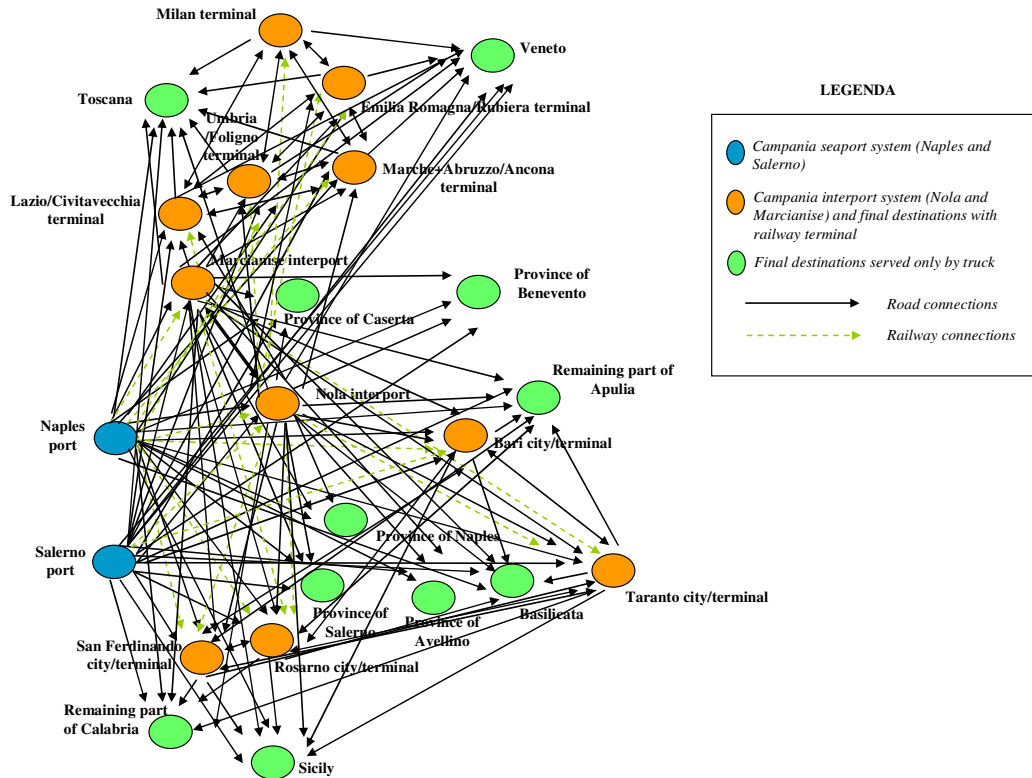 Milan terminal
Veneto
Toscana
Emilia Romagna/Rubiera terminal
Umbria
/Foligno
terminal
Marche+Abruzzo/Ancona
terminal
Lazio/Civitavecchia
terminal
Marcianise interport
Province of
Benevento
Province of Caserta
Remaining part of
Apulia
Nola interport
Naples
port
Bari city/terminal
Province of Naples
Salerno
port
Taranto city/terminal
Province of
Salerno
Province of
Avellino
Basilicata
San Ferdinando
city/terminal
Rosarno city/terminal
Remaining part
of Calabria
Sicily
LEGENDA
Campania seaport system (Naples and
Salerno)
Campania interport system (Nola and
Marcianise) and final destinations with
railway terminal
Final destinations served only by truck
Road connections
Railway connections